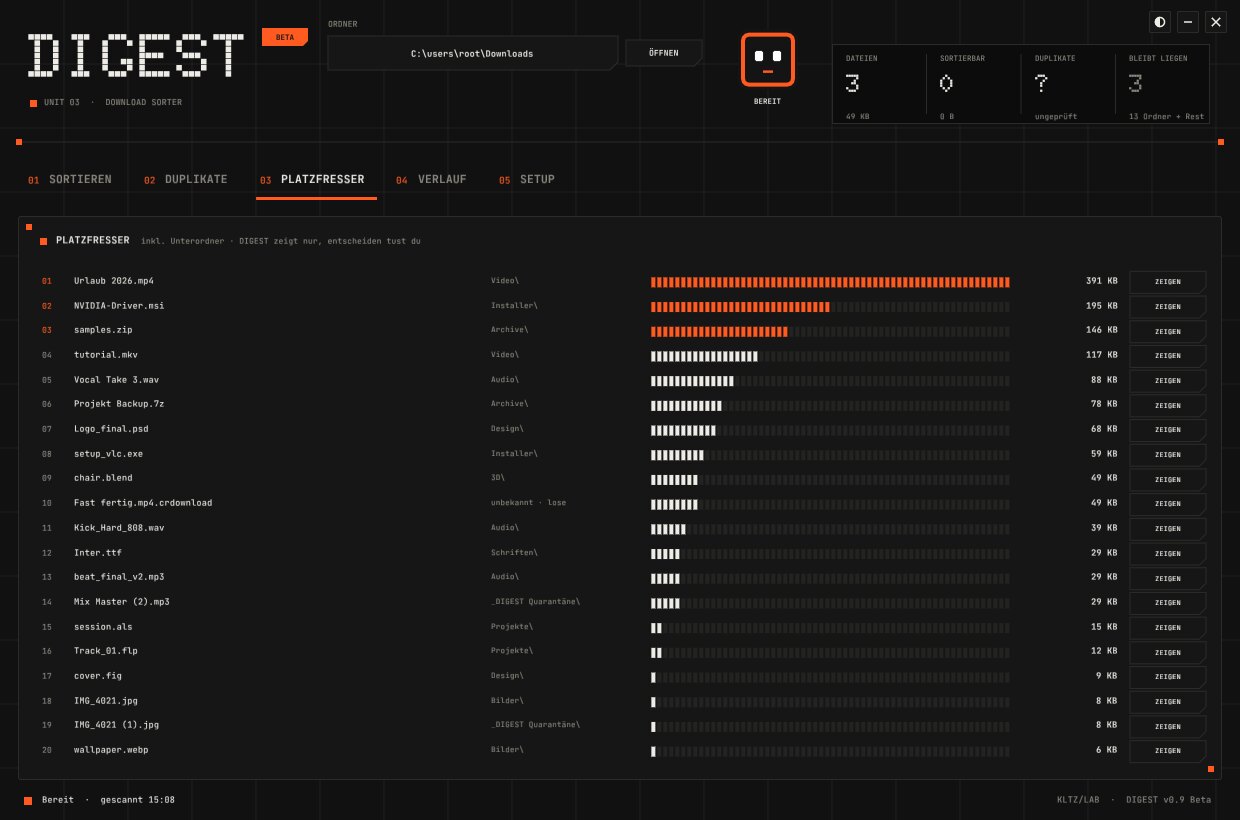 DIGEST
BETA
UNIT 03 · DOWNLOAD SORTER
ORDNER
C:\users\root\Downloads
ÖFFNEN
BEREIT
DATEIEN
3
49 KB
SORTIERBAR
0
0 B
DUPLIKATE
?
ungeprüft
BLEIBT LIEGEN
3
13 Ordner + Rest
01 SORTIEREN
02 DUPLIKATE
03 PLATZFRESSER
04 VERLAUF
05 SETUP
PLATZFRESSER inkl. Unterordner · DIGEST zeigt nur, entscheiden tust du
01 Urlaub 2026.mp4 Video\ 391 KB ZEIGEN
02 NVIDIA-Driver.msi Installer\ 195 KB ZEIGEN
03 samples.zip Archive\ 146 KB ZEIGEN
04 tutorial.mkv Video\ 117 KB ZEIGEN
05 Vocal Take 3.wav Audio\ 88 KB ZEIGEN
06 Projekt Backup.7z Archive\ 78 KB ZEIGEN
07 Logo_final.psd Design\ 68 KB ZEIGEN
08 setup_vlc.exe Installer\ 59 KB ZEIGEN
09 chair.blend 3D\ 49 KB ZEIGEN
10 Fast fertig.mp4.crdownload unbekannt · lose 49 KB ZEIGEN
11 Kick_Hard_808.wav Audio\ 39 KB ZEIGEN
12 Inter.ttf Schriften\ 29 KB ZEIGEN
13 beat_final_v2.mp3 Audio\ 29 KB ZEIGEN
14 Mix Master (2).mp3 _DIGEST Quarantäne\ 29 KB ZEIGEN
15 session.als Projekte\ 15 KB ZEIGEN
16 Track_01.flp Projekte\ 12 KB ZEIGEN
17 cover.fig Design\ 9 KB ZEIGEN
18 IMG_4021.jpg Bilder\ 8 KB ZEIGEN
19 IMG_4021 (1).jpg _DIGEST Quarantäne\ 8 KB ZEIGEN
20 wallpaper.webp Bilder\ 6 KB ZEIGEN
Bereit · gescannt 15:08
KLTZ/LAB · DIGEST v0.9 Beta